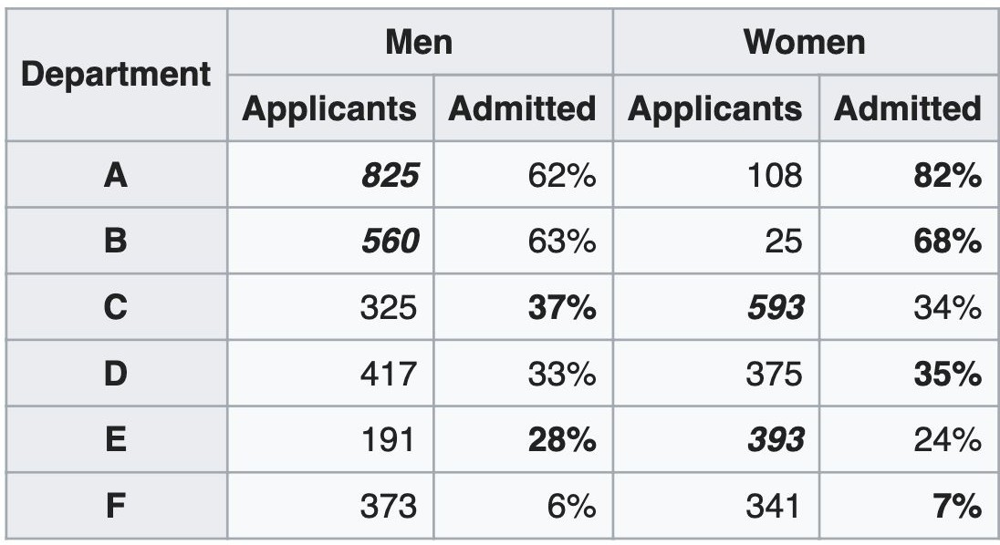 Department Men Women
Applicants Admitted Applicants Admitted
A 825 62% 108 82%
B 560 63% 25 68%
C 325 37% 593 34%
D 417 33% 375 35%
E 191 28% 393 24%
F 373 6% 341 7%